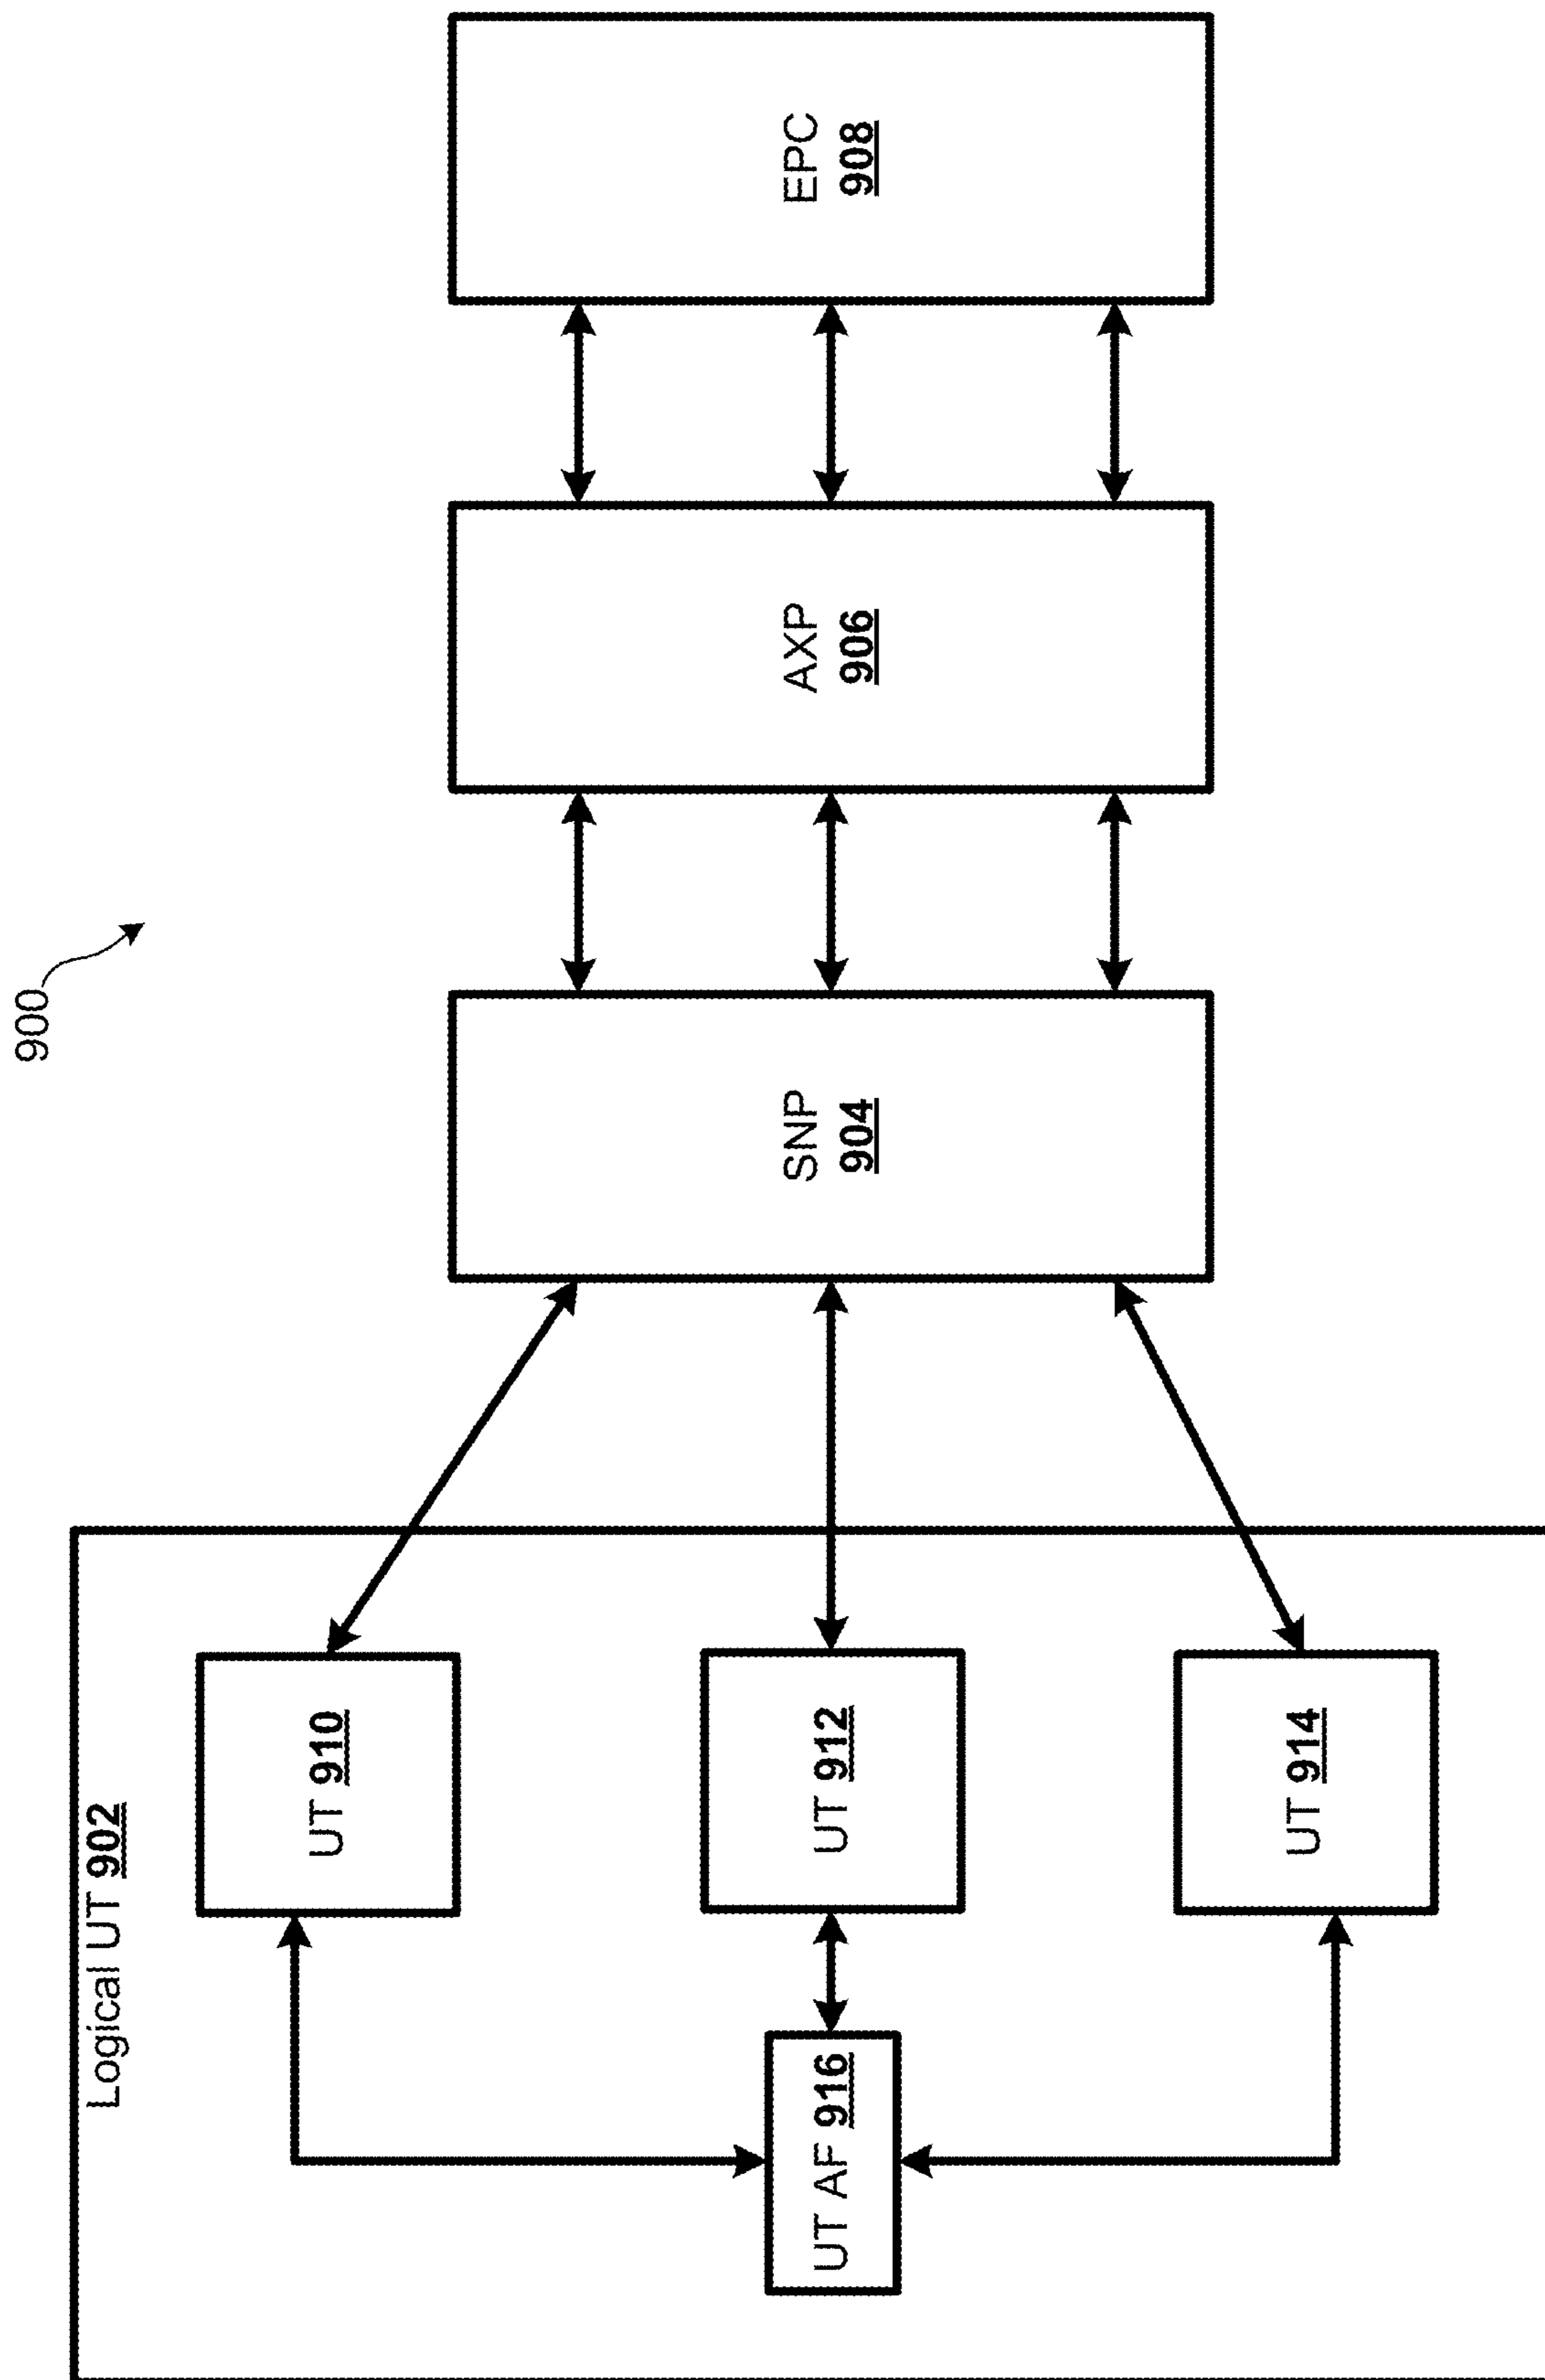 900
Logical UT 902
UT 910
UT 912
UT 914
UT AF 916
SNP
904
AXP
906
EPC
908